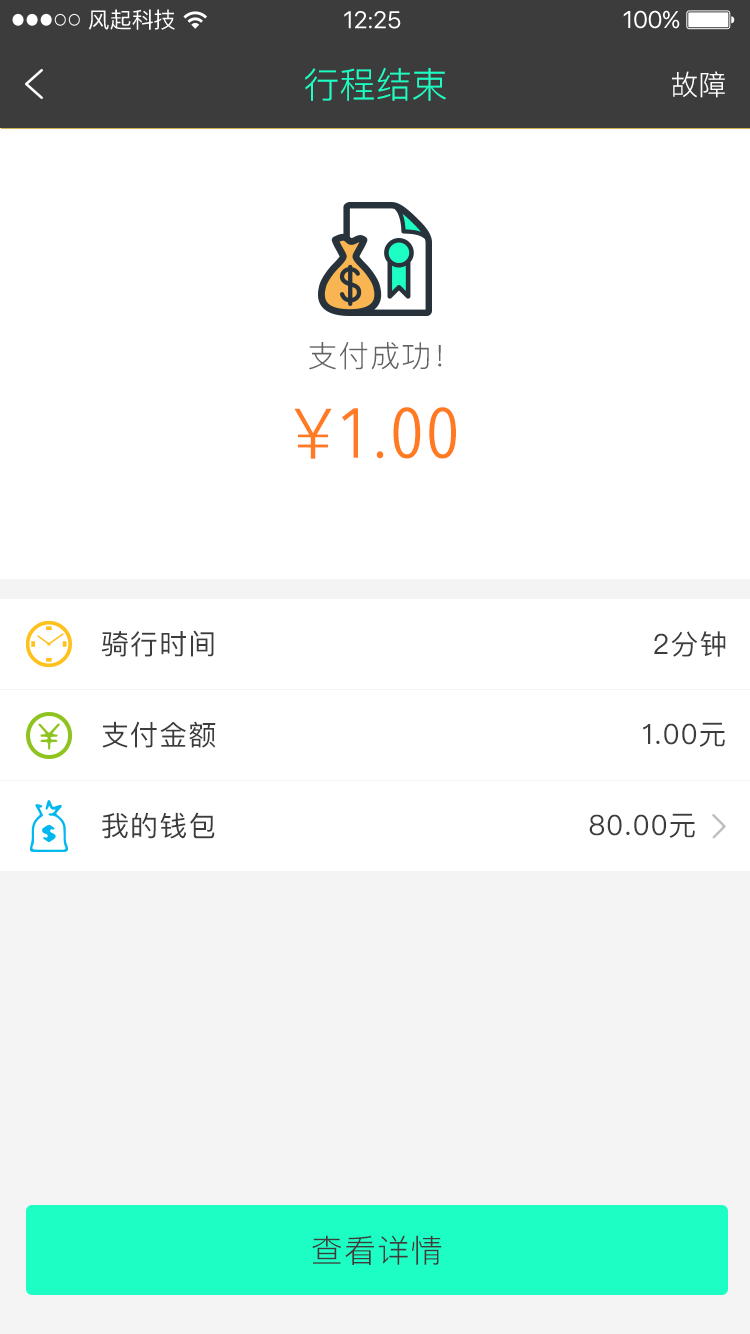 风起科技 12:25 100%
行程结束 故障
$
支付成功!
¥1.00
骑行时间 2分钟
¥ 支付金额 1.00元
$ 我的钱包 80.00元
查看详情